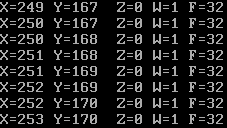 X=249 Y=167 Z=0 W=1 F=32
X=250 Y=167 Z=0 W=1 F=32
X=250 Y=168 Z=0 W=1 F=32
X=251 Y=168 Z=0 W=1 F=32
X=251 Y=169 Z=0 W=1 F=32
X=252 Y=169 Z=0 W=1 F=32
X=252 Y=170 Z=0 W=1 F=32
X=253 Y=170 Z=0 W=1 F=32